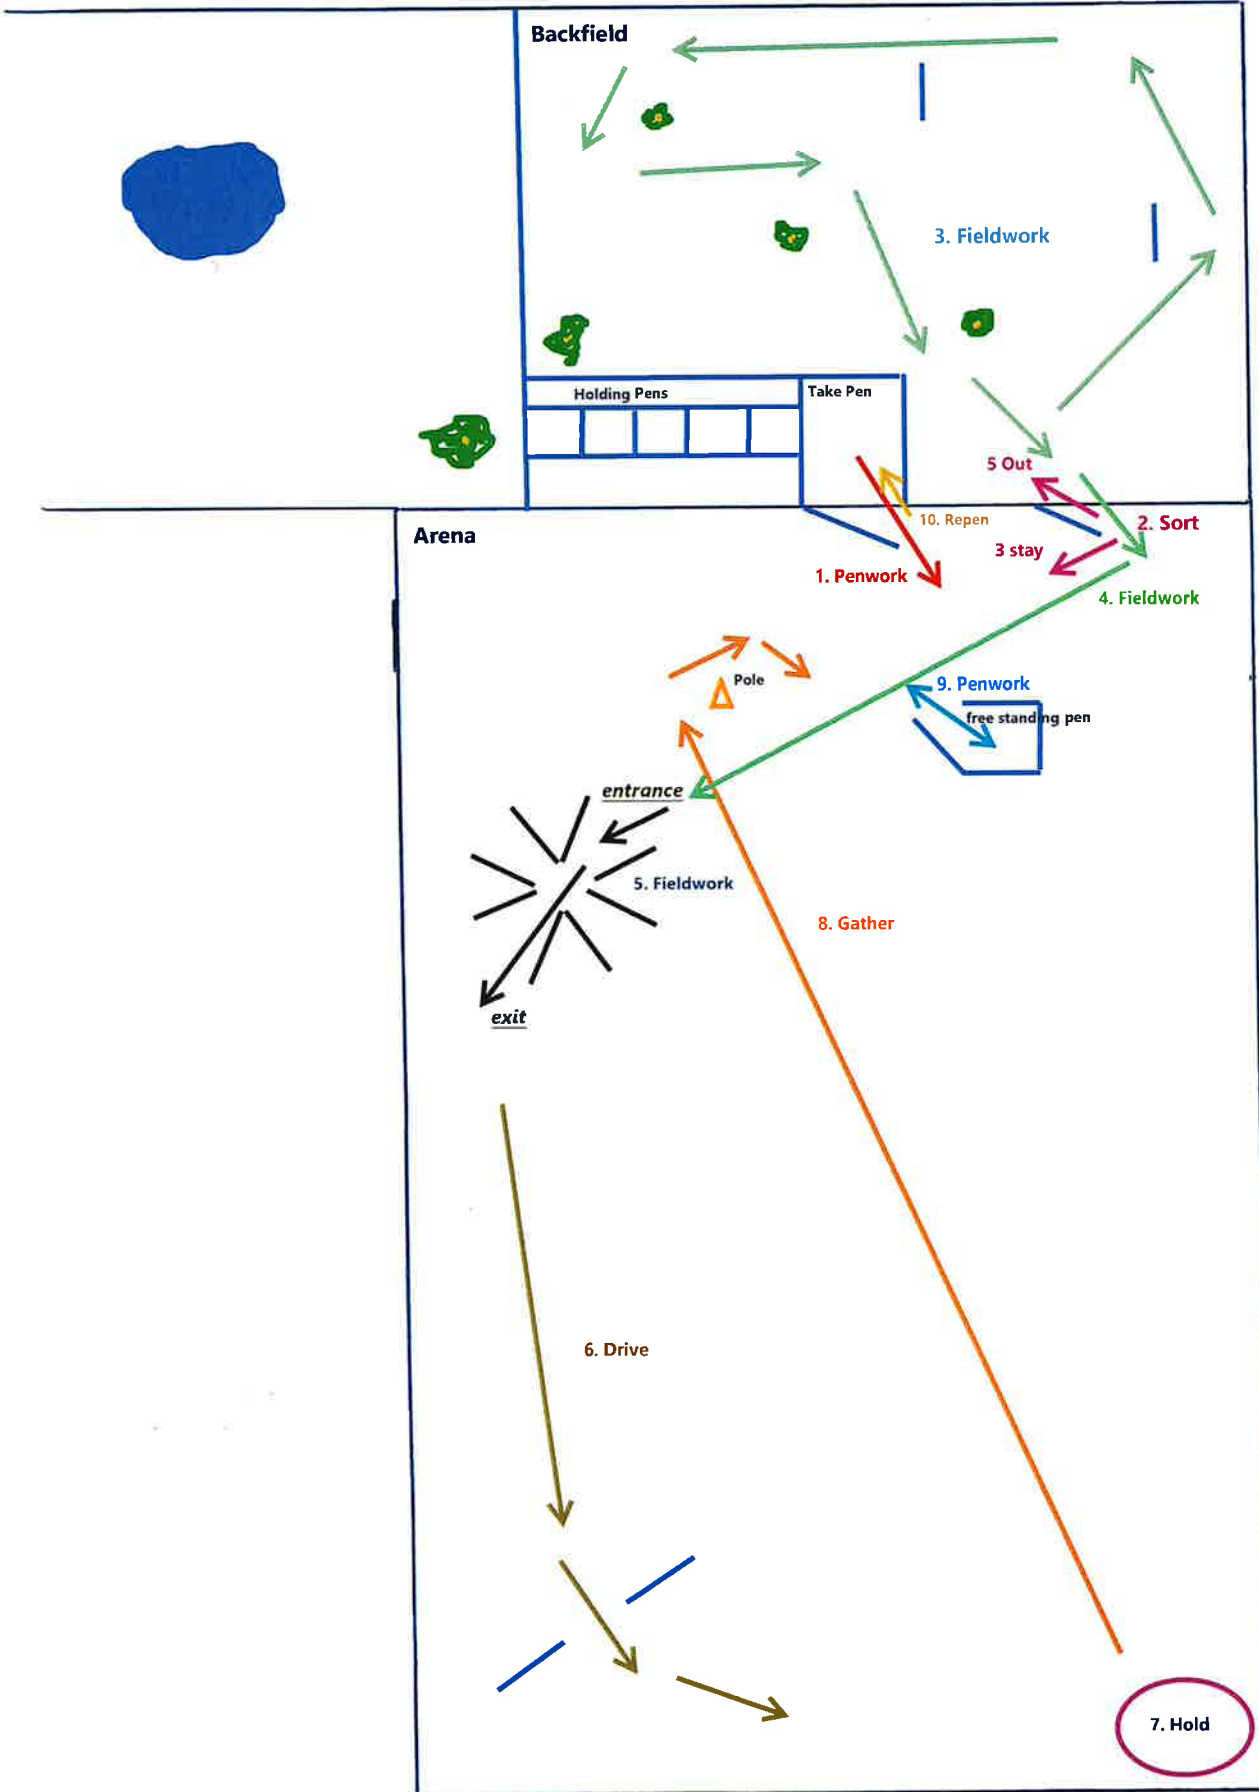 Backfield
3. Fieldwork
Holding Pens
Take Pen
5 Out
10. Repen
2. Sort
Arena
3 stay
1. Penwork
4. Fieldwork
Pole
9. Penwork
free standing pen
entrance
5. Fieldwork
8. Gather
exit
6. Drive
7. Hold